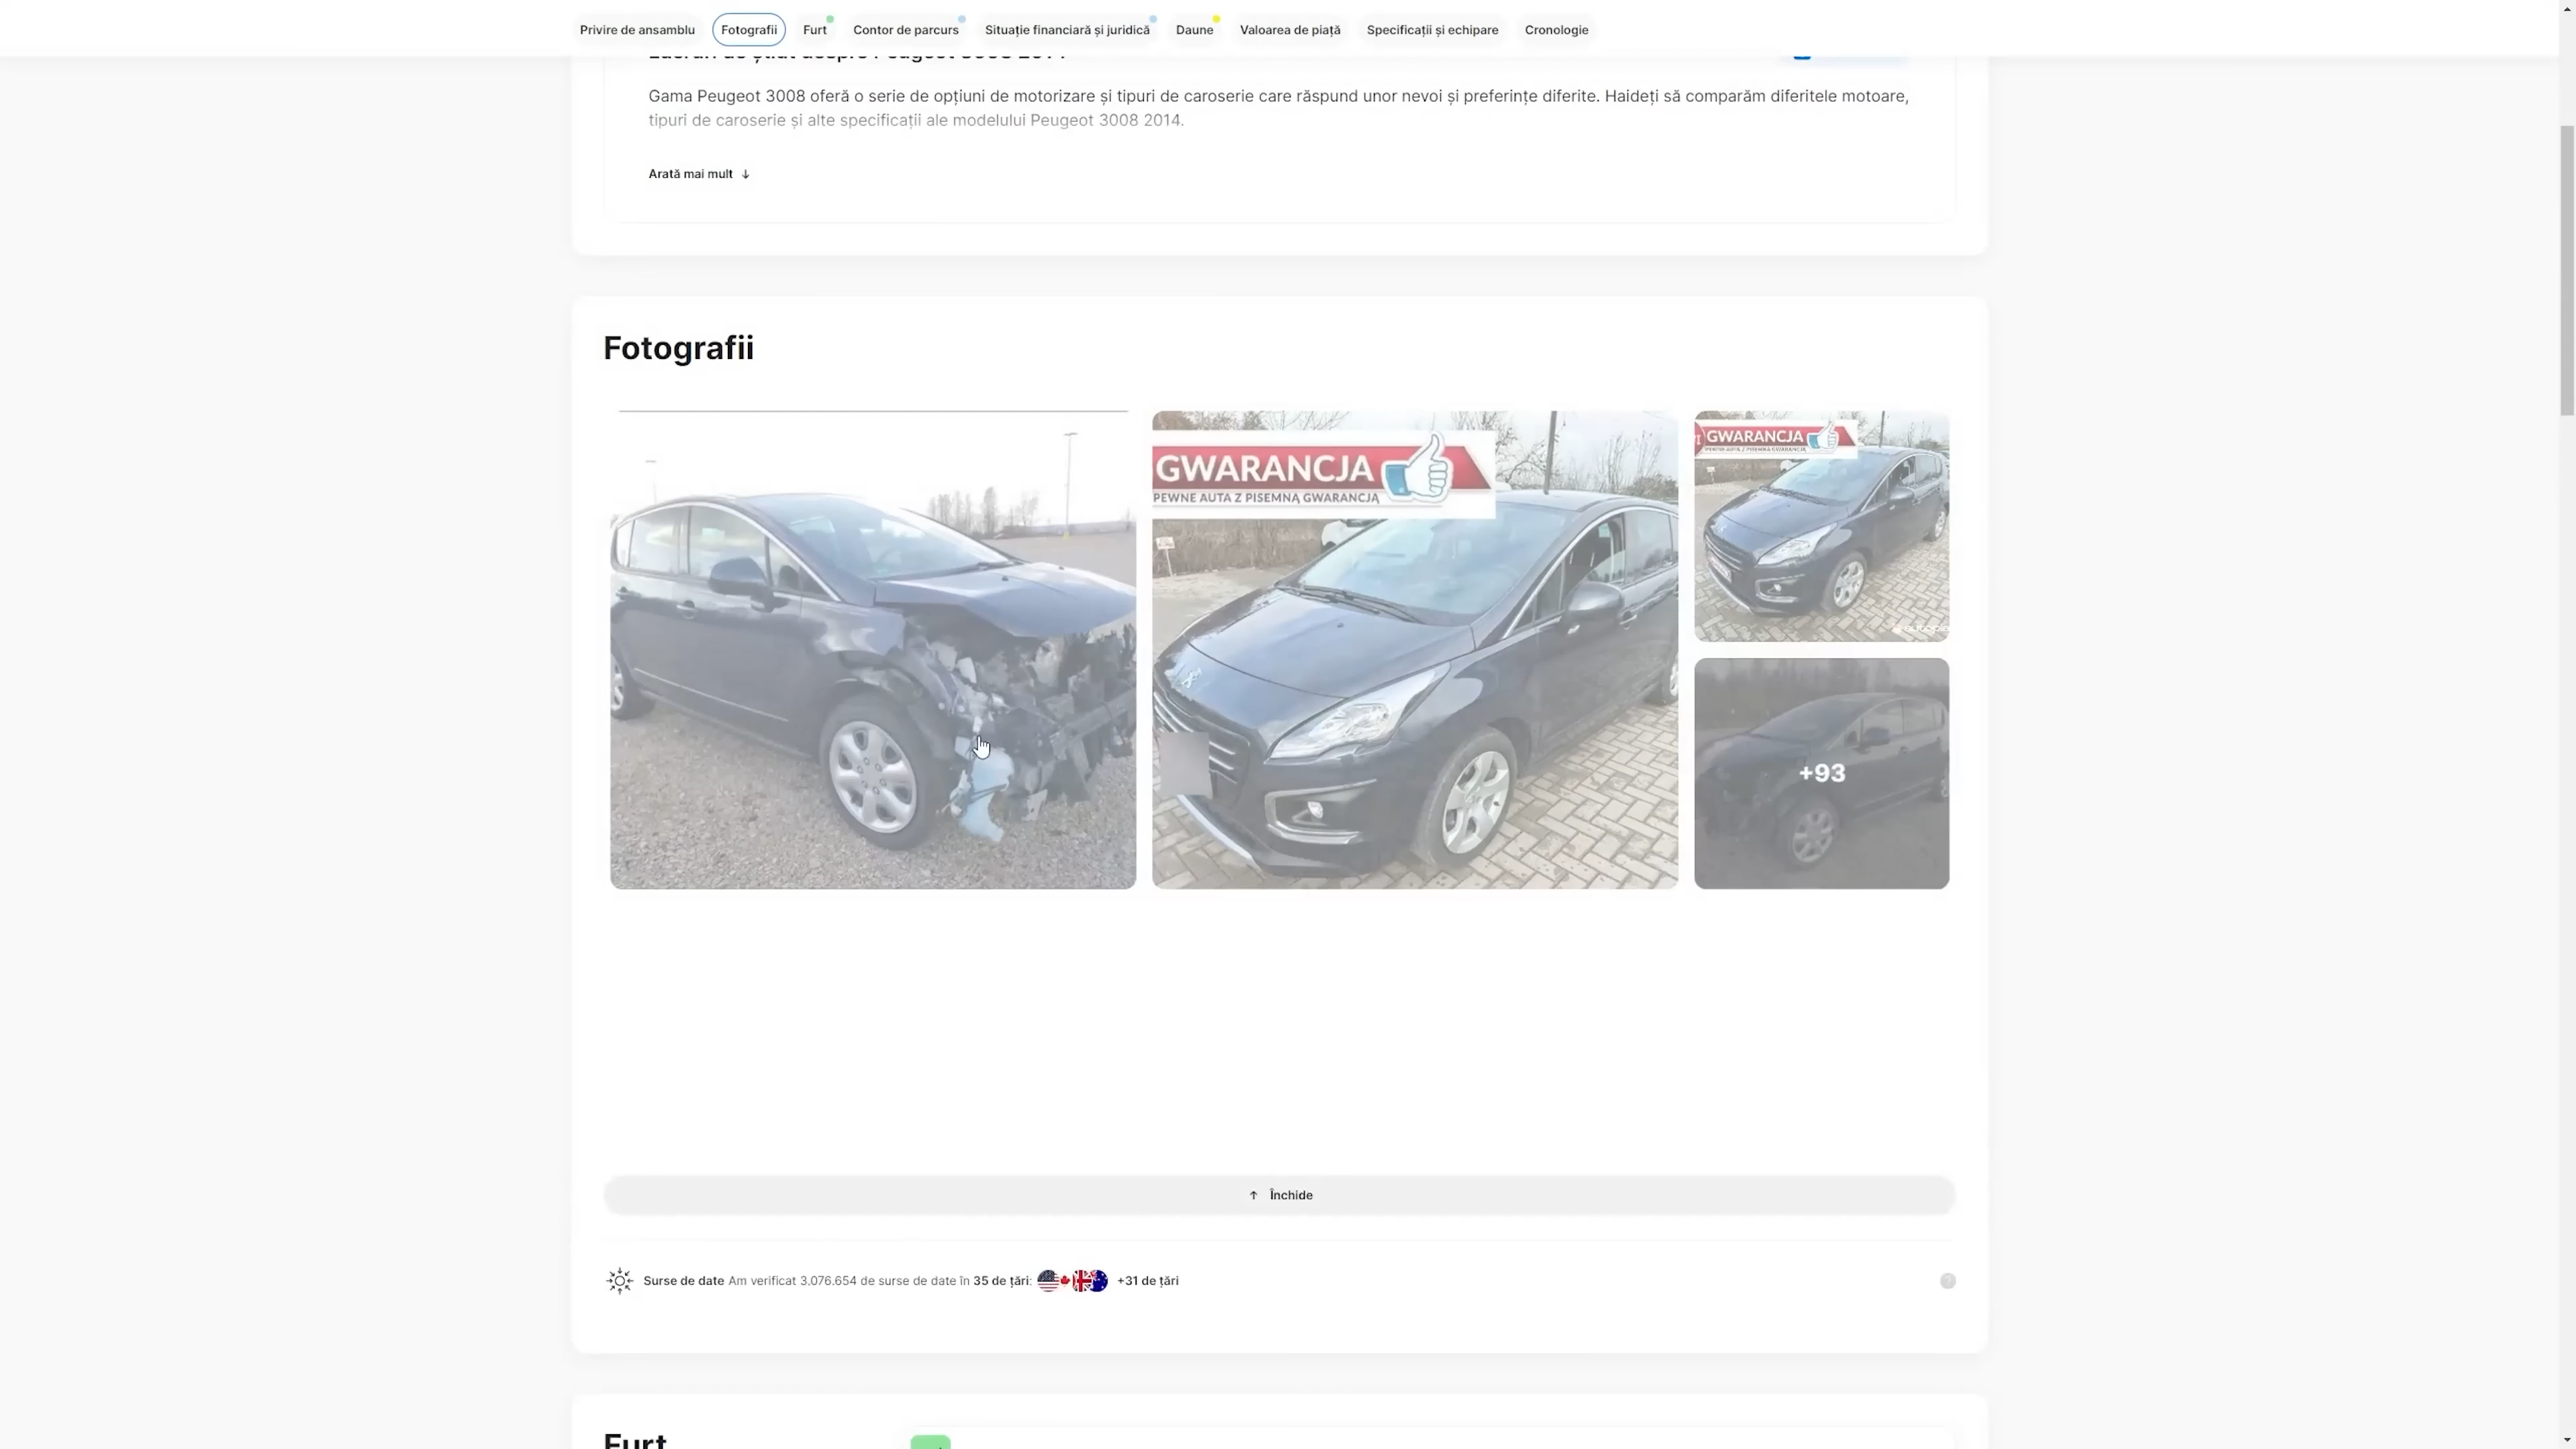 Privire de ansamblu
Fotografii
Furt
Contor de parcurs
Situație financiară și juridică
Daune
Valoarea de piață
Specificații și echipare
Cronologie
Gama Peugeot 3008 oferă o serie de opțiuni de motorizare și tipuri de caroserie care răspund unor nevoi și preferințe diferite. Haideți să comparăm diferitele motoare,
tipuri de caroserie și alte specificații ale modelului Peugeot 3008 2014.
Arată mai mult ↓
Fotografii
GWARANCJA
PEWNE AUTA Z PISEMNĄ GWARANCJĄ
GWARANCJA
+93
↑ Închide
Surse de date Am verificat 3.076.654 de surse de date în 35 de țări: +31 de țări
?
Furt